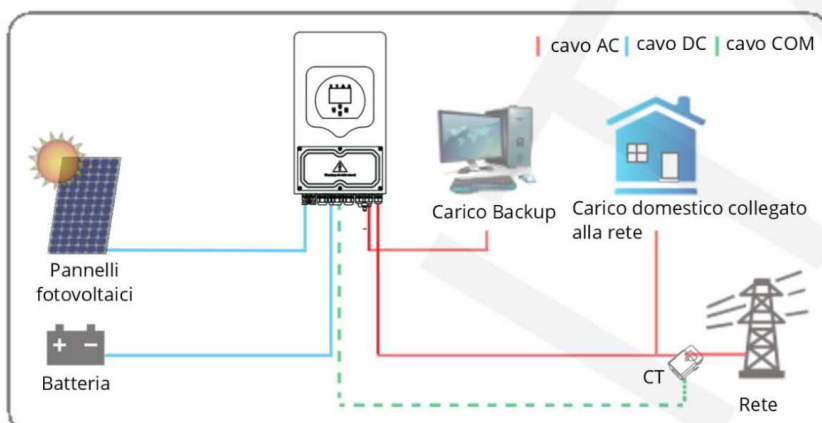 cavo AC
cavo DC
cavo COM
Carico Backup
Carico domestico collegato
alla rete
Pannelli
fotovoltaici
Batteria
CT
Rete